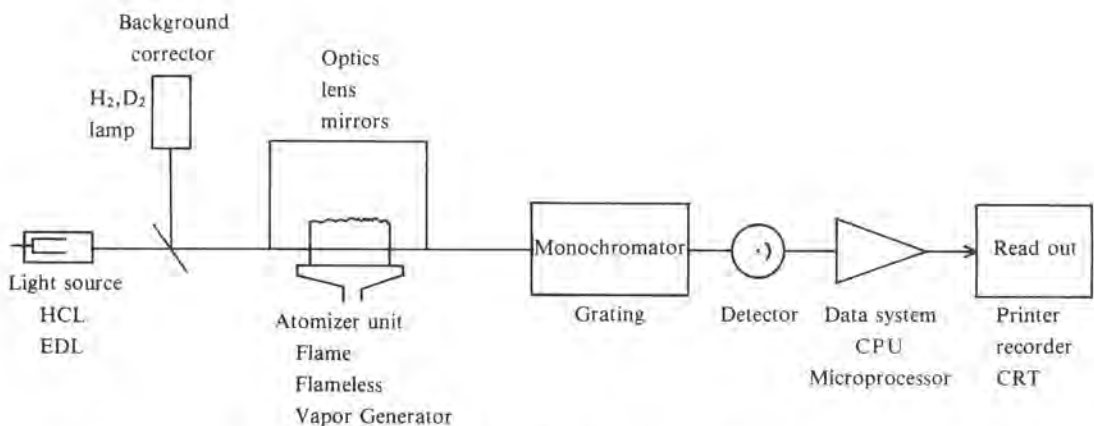 Background
corrector
H₂,D₂
lamp
Optics
lens
mirrors
Light source
HCL
EDL
Atomizer unit
Flame
Flameless
Vapor Generator
Monochromator
Grating
Detector
Data system
CPU
Microprocessor
Read out
Printer
recorder
CRT